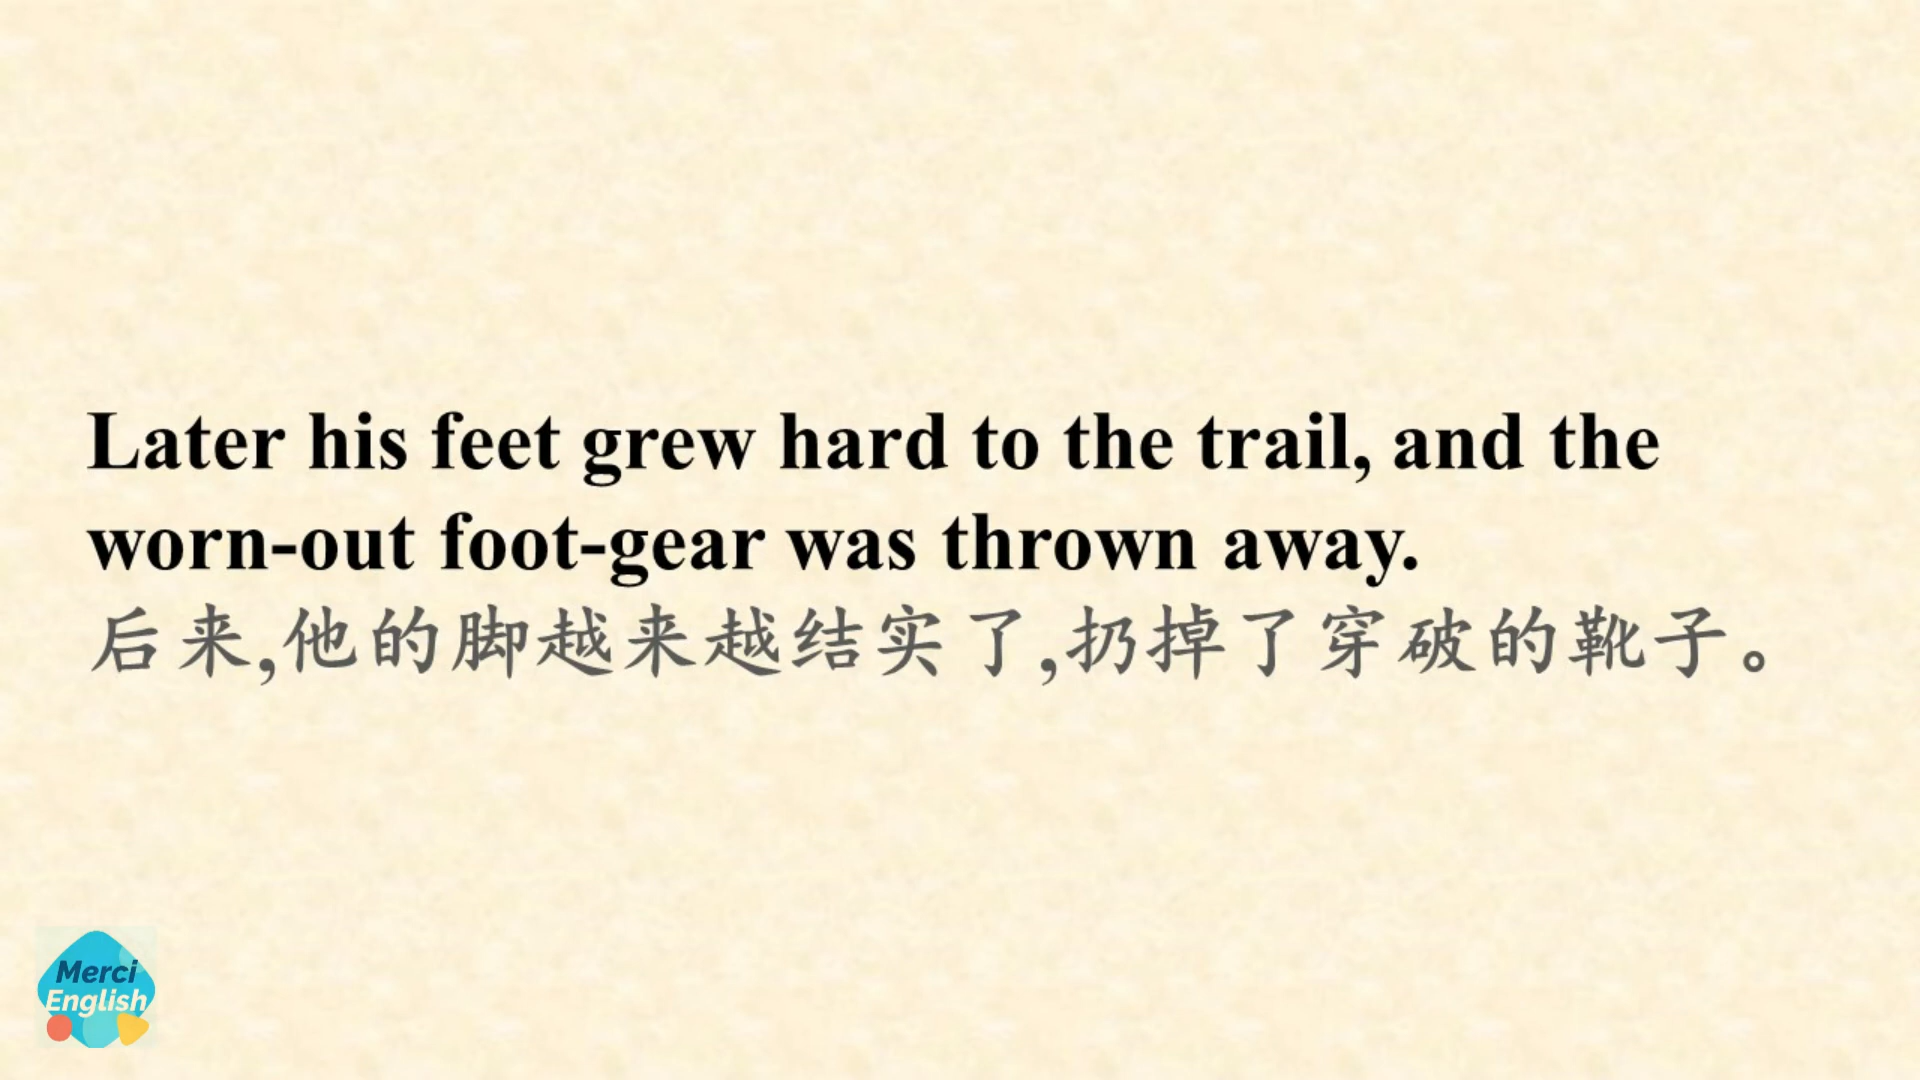 Later his feet grew hard to the trail, and the
worn-out foot-gear was thrown away.
后来,他的脚越来越结实了,扔掉了穿破的靴子。
Merci
English